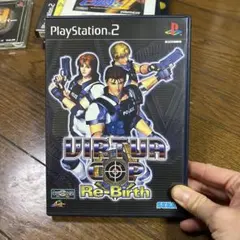 PlayStation 2
VIRTUA
COP
Re-Birth
SEGA